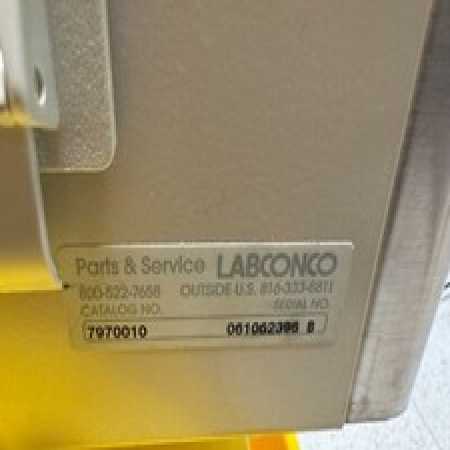 Parts & Service LABCONCO
800-522-7658 OUTSIDE U.S. 816-333-8811
CATALOG NO. SERIAL NO.
7970010 061062396 B